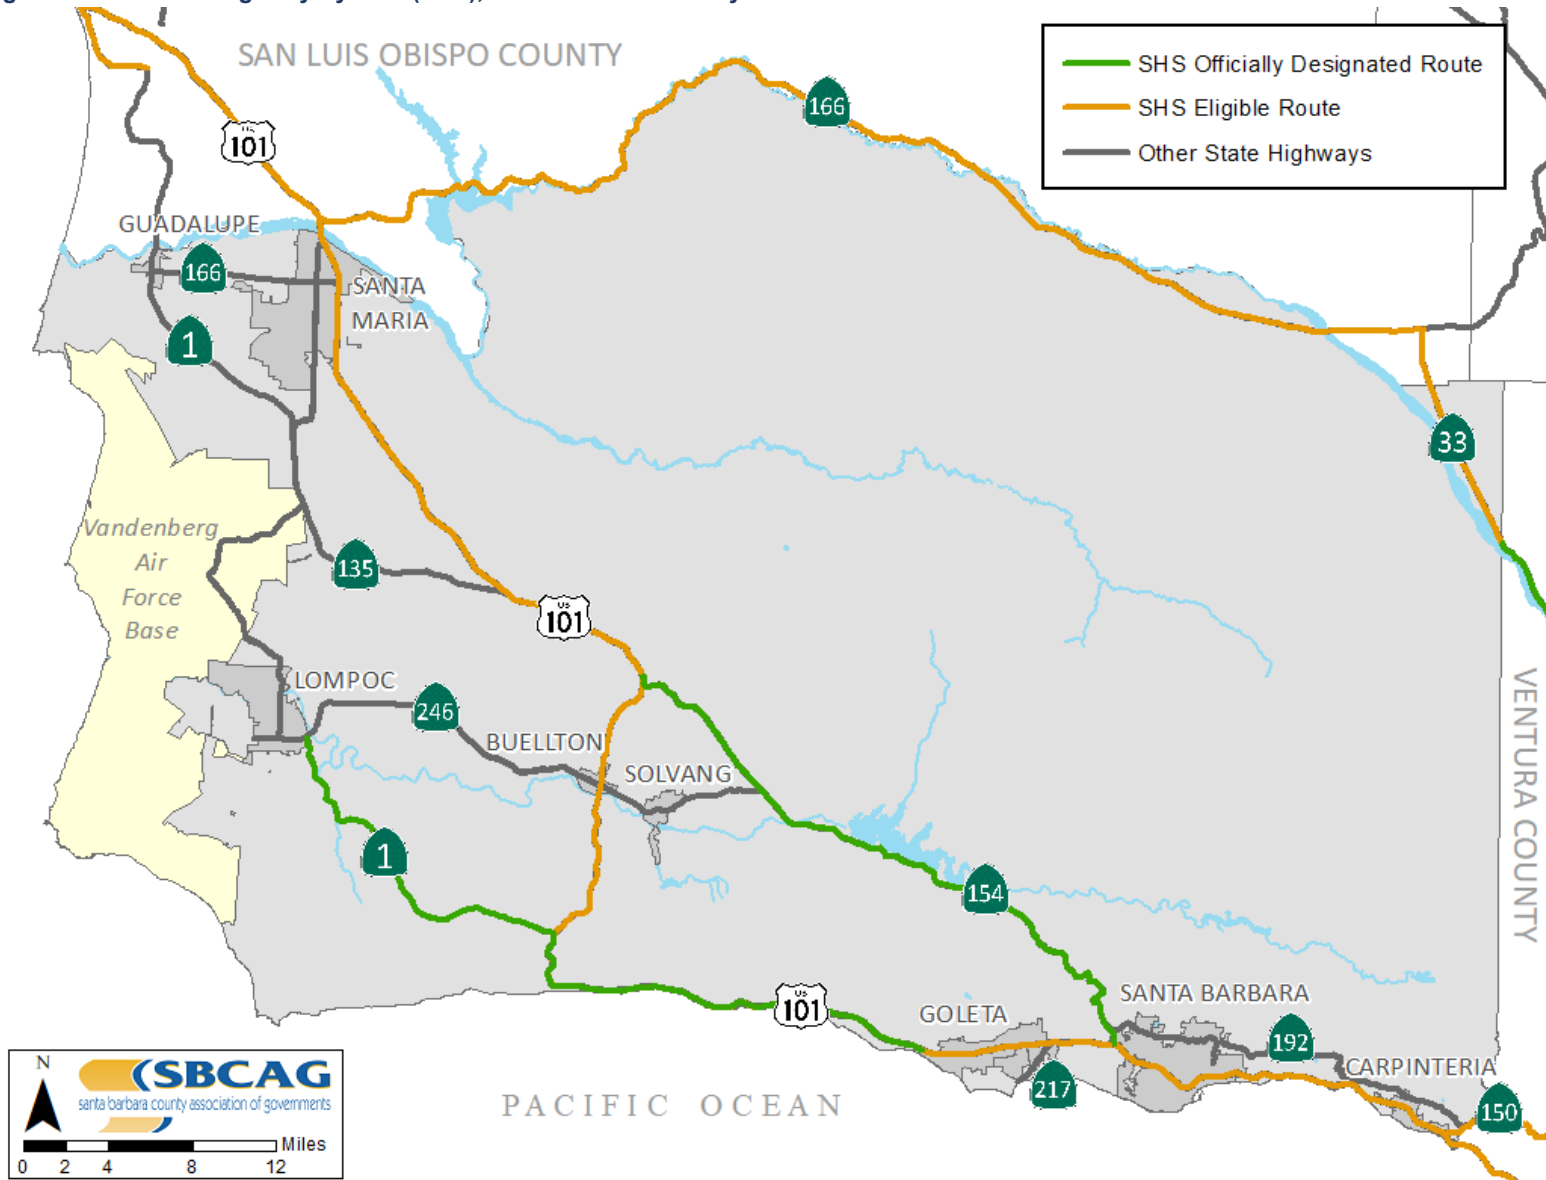 SAN LUIS OBISPO COUNTY
SHS Officially Designated Route
SHS Eligible Route
Other State Highways
166
US
101
GUADALUPE
166
SANTA
MARIA
1
33
Vandenberg
Air
Force
Base
135
US
101
LOMPOC
246
BUELLTON
SOLVANG
VENTURA COUNTY
1
154
US
101
GOLETA
SANTA BARBARA
192
CARPINTERIA
217
150
PACIFIC OCEAN
N
SBCAG
santa barbara county association of governments
Miles
0 2 4 8 12